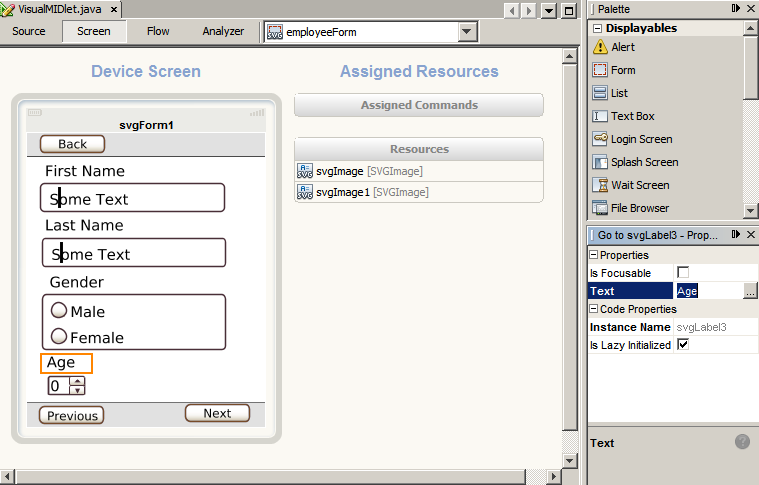 VisualMIDlet.java
Source Screen Flow Analyzer employeeForm
Device Screen
svgForm1
Back
First Name
Some Text
Last Name
Some Text
Gender
Male
Female
Age
0
Previous Next
Assigned Resources
Assigned Commands
Resources
svgImage [SVGImage]
svgImage1 [SVGImage]
Palette
Displayables
Alert
Form
List
Text Box
Login Screen
Splash Screen
Wait Screen
File Browser
Go to svgLabel3 - Prop...
Properties
Is Focusable
Text Age ...
Code Properties
Instance Name svgLabel3
Is Lazy Initialized
Text
?